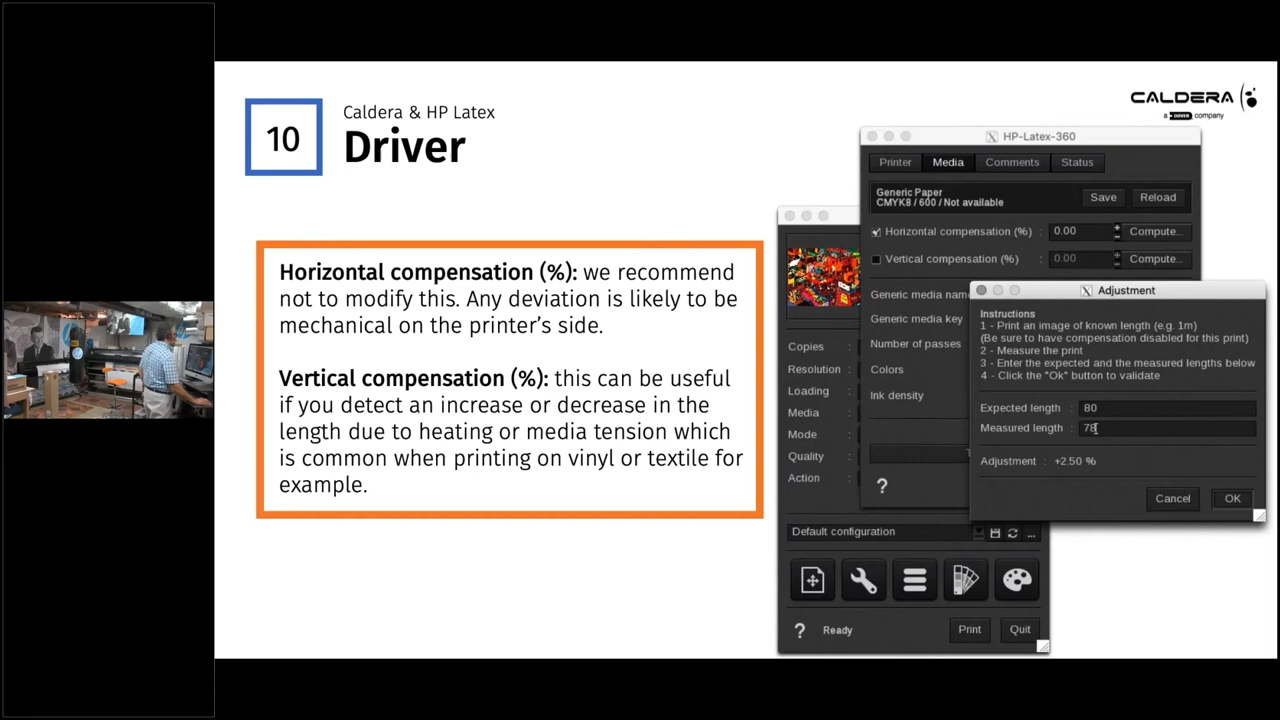 10
Caldera & HP Latex
Driver
CALDERA
a DOVER company
Horizontal compensation (%): we recommend
not to modify this. Any deviation is likely to be
mechanical on the printer's side.
Vertical compensation (%): this can be useful
if you detect an increase or decrease in the
length due to heating or media tension which
is common when printing on vinyl or textile for
example.
HP-Latex-360
Printer Media Comments Status
Generic Paper
CMYK8 / 600 / Not available
Save Reload
Horizontal compensation (%) : 0.00 Compute...
Vertical compensation (%) : 0.00 Compute...
Generic media nam
Generic media key
Number of passes
Colors
Ink density
?
Adjustment
Instructions
1 - Print an image of known length (e.g. 1m)
(Be sure to have compensation disabled for this print)
2 - Measure the print
3 - Enter the expected and the measured lengths below
4 - Click the "Ok" button to validate
Expected length : 80
Measured length : 78
Adjustment : +2.50 %
Cancel OK
Copies :
Resolution :
Loading :
Media :
Mode :
Quality :
Action :
Default configuration ...
? Ready Print Quit